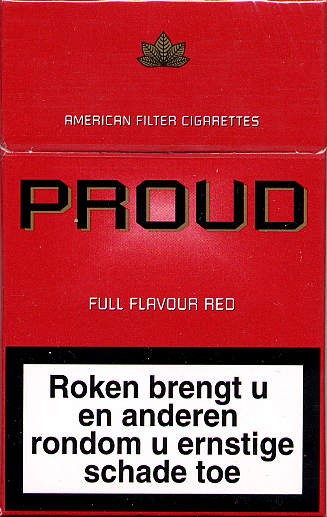 AMERICAN FILTER CIGARETTES
PROUD
FULL FLAVOUR RED
Roken brengt u
en anderen
rondom u ernstige
schade toe